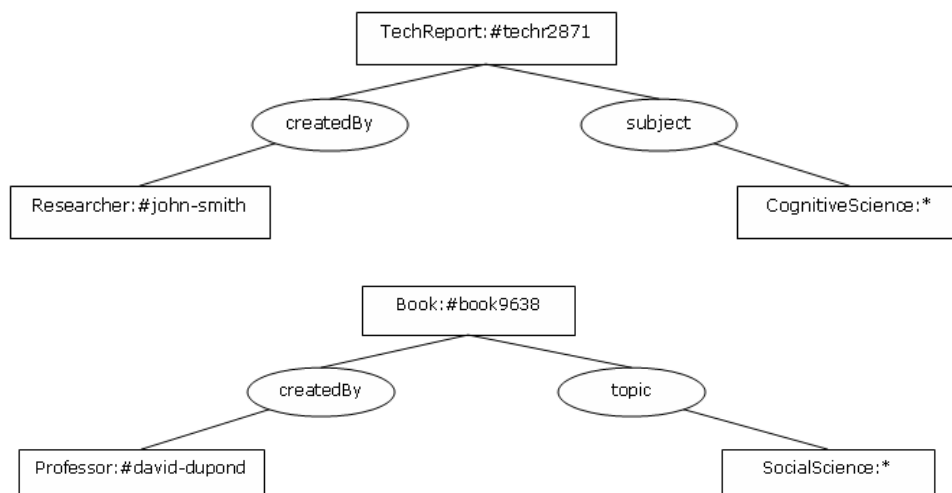 TechReport:#techr2871
createdBy
subject
Researcher:#john-smith
CognitiveScience:*
Book:#book9638
createdBy
topic
Professor:#david-dupond
SocialScience:*